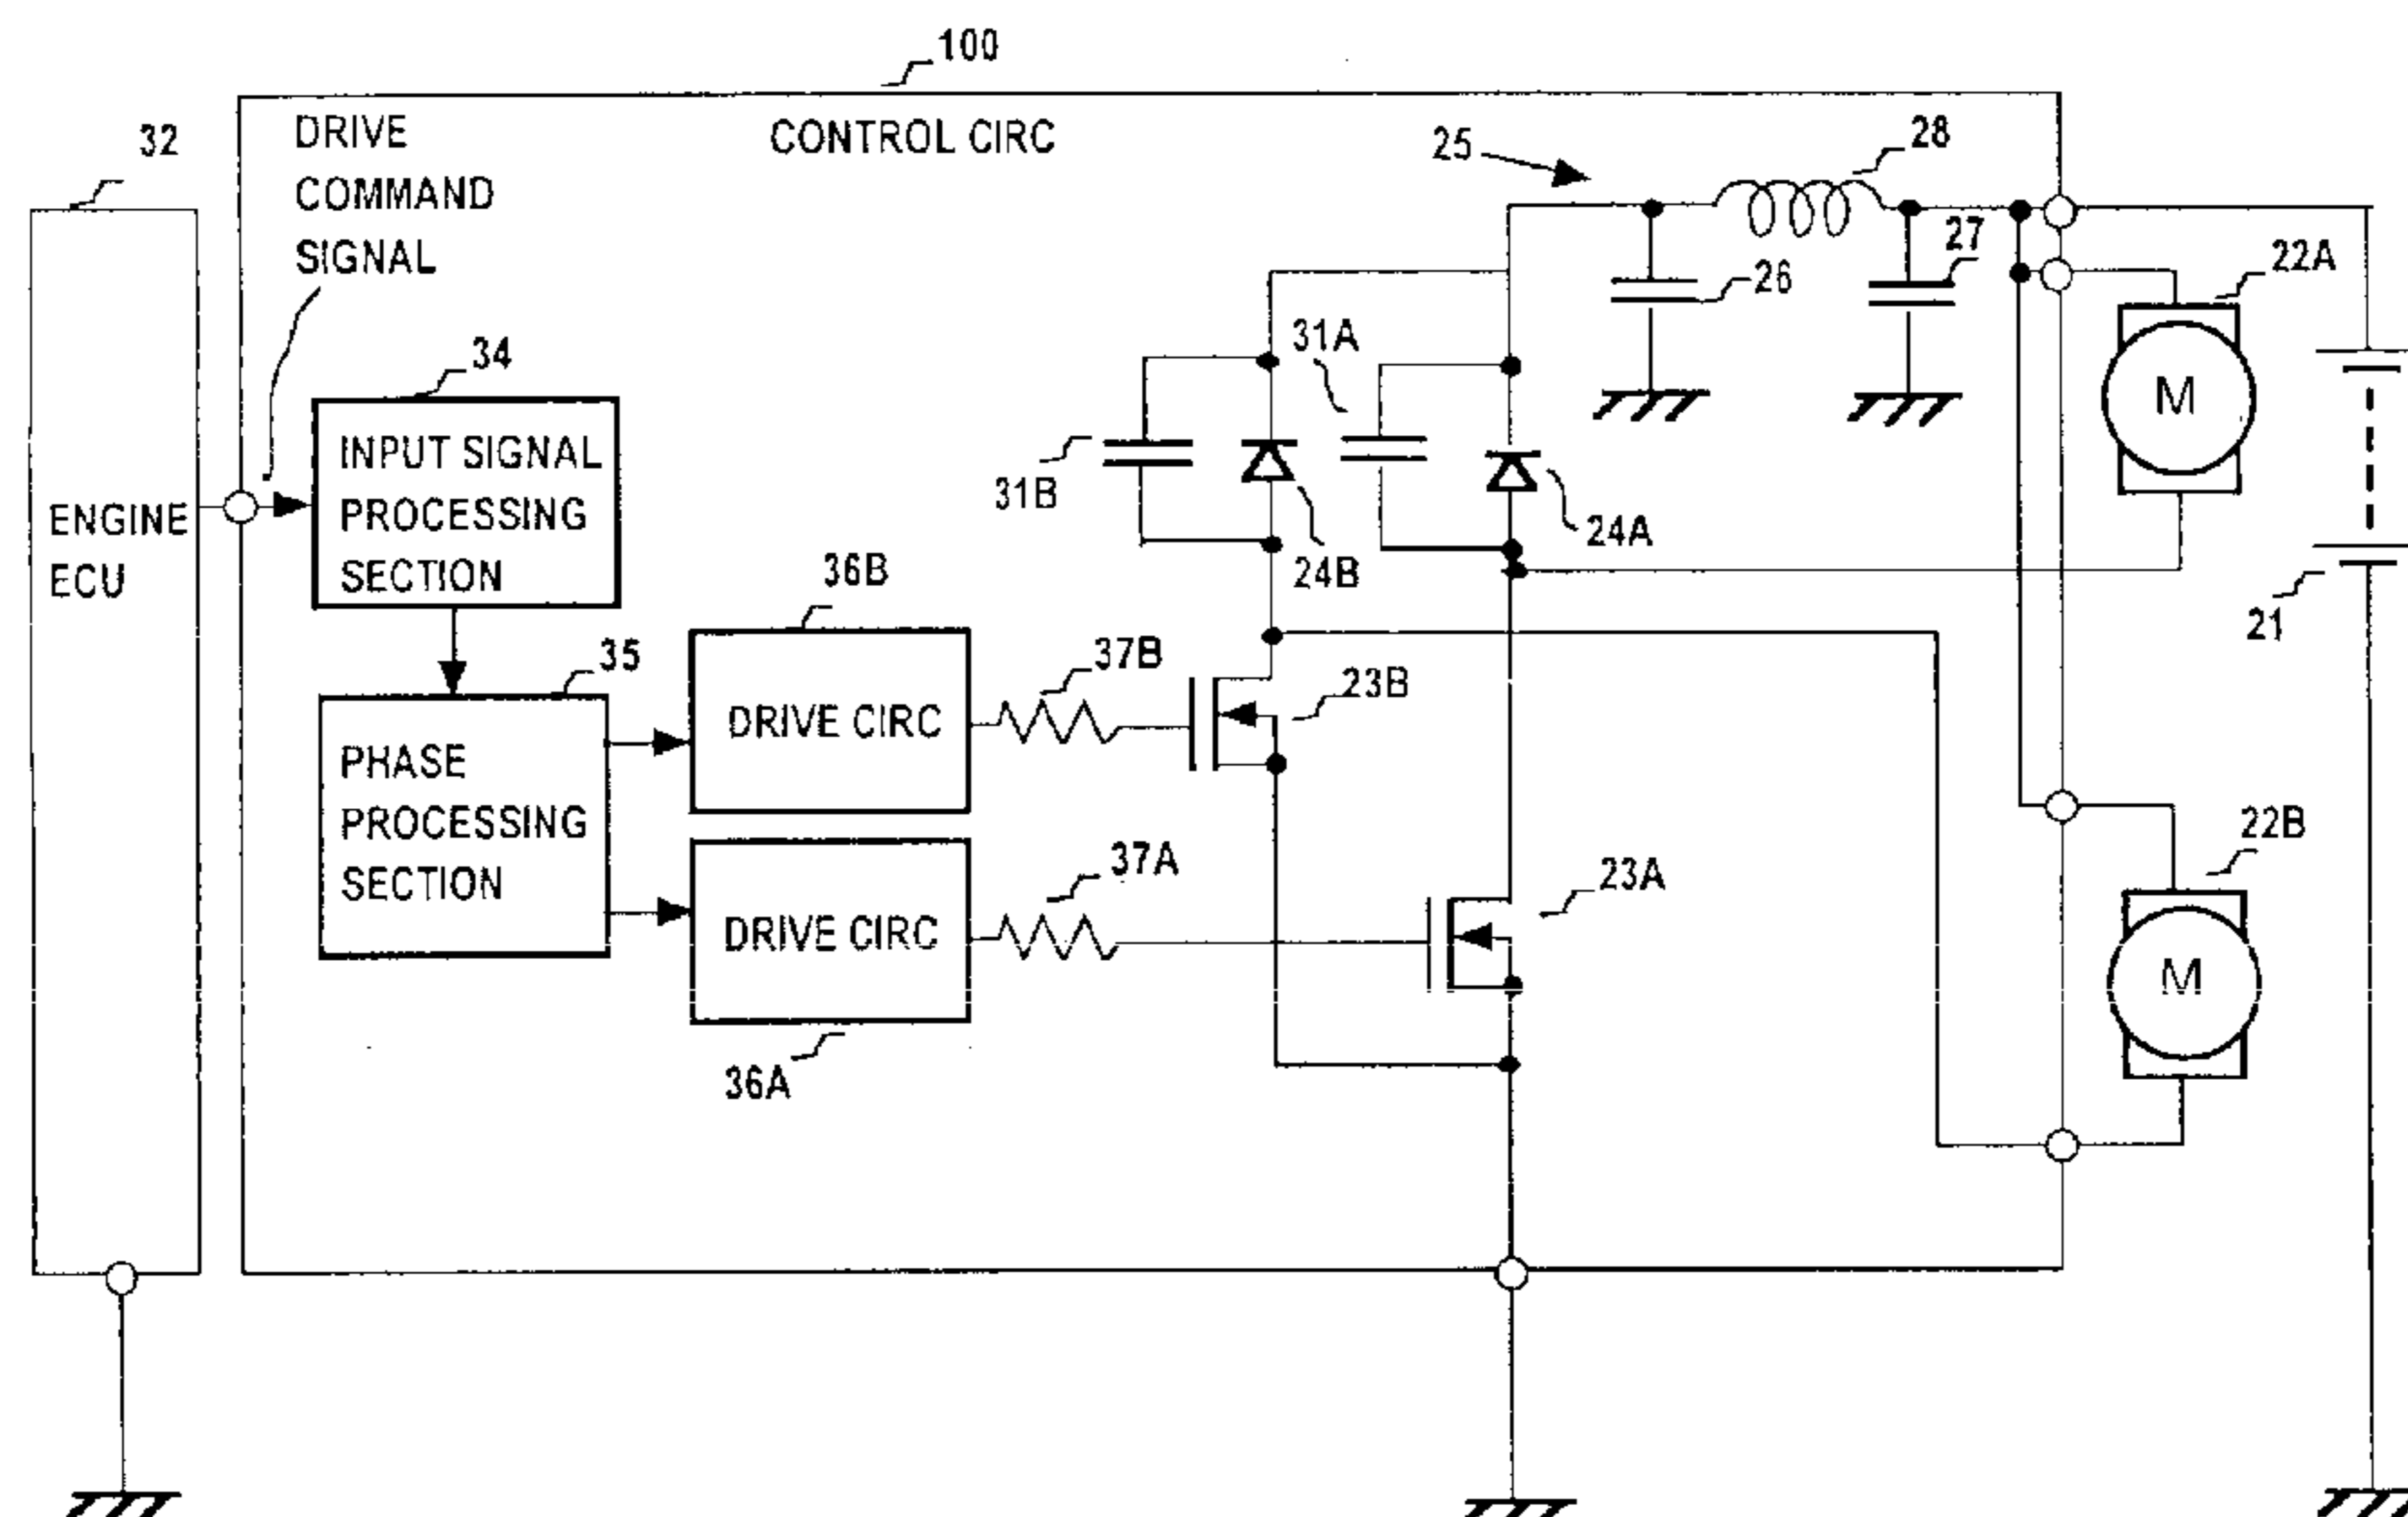 100
32
DRIVE
COMMAND
SIGNAL
CONTROL CIRC
25
28
27
22A
26
31A
34
INPUT SIGNAL
PROCESSING
SECTION
31B
24A
24B
ENGINE
ECU
36B
21
35
37B
23B
DRIVE CIRC
PHASE
PROCESSING
SECTION
M
22B
37A
23A
DRIVE CIRC
M
36A